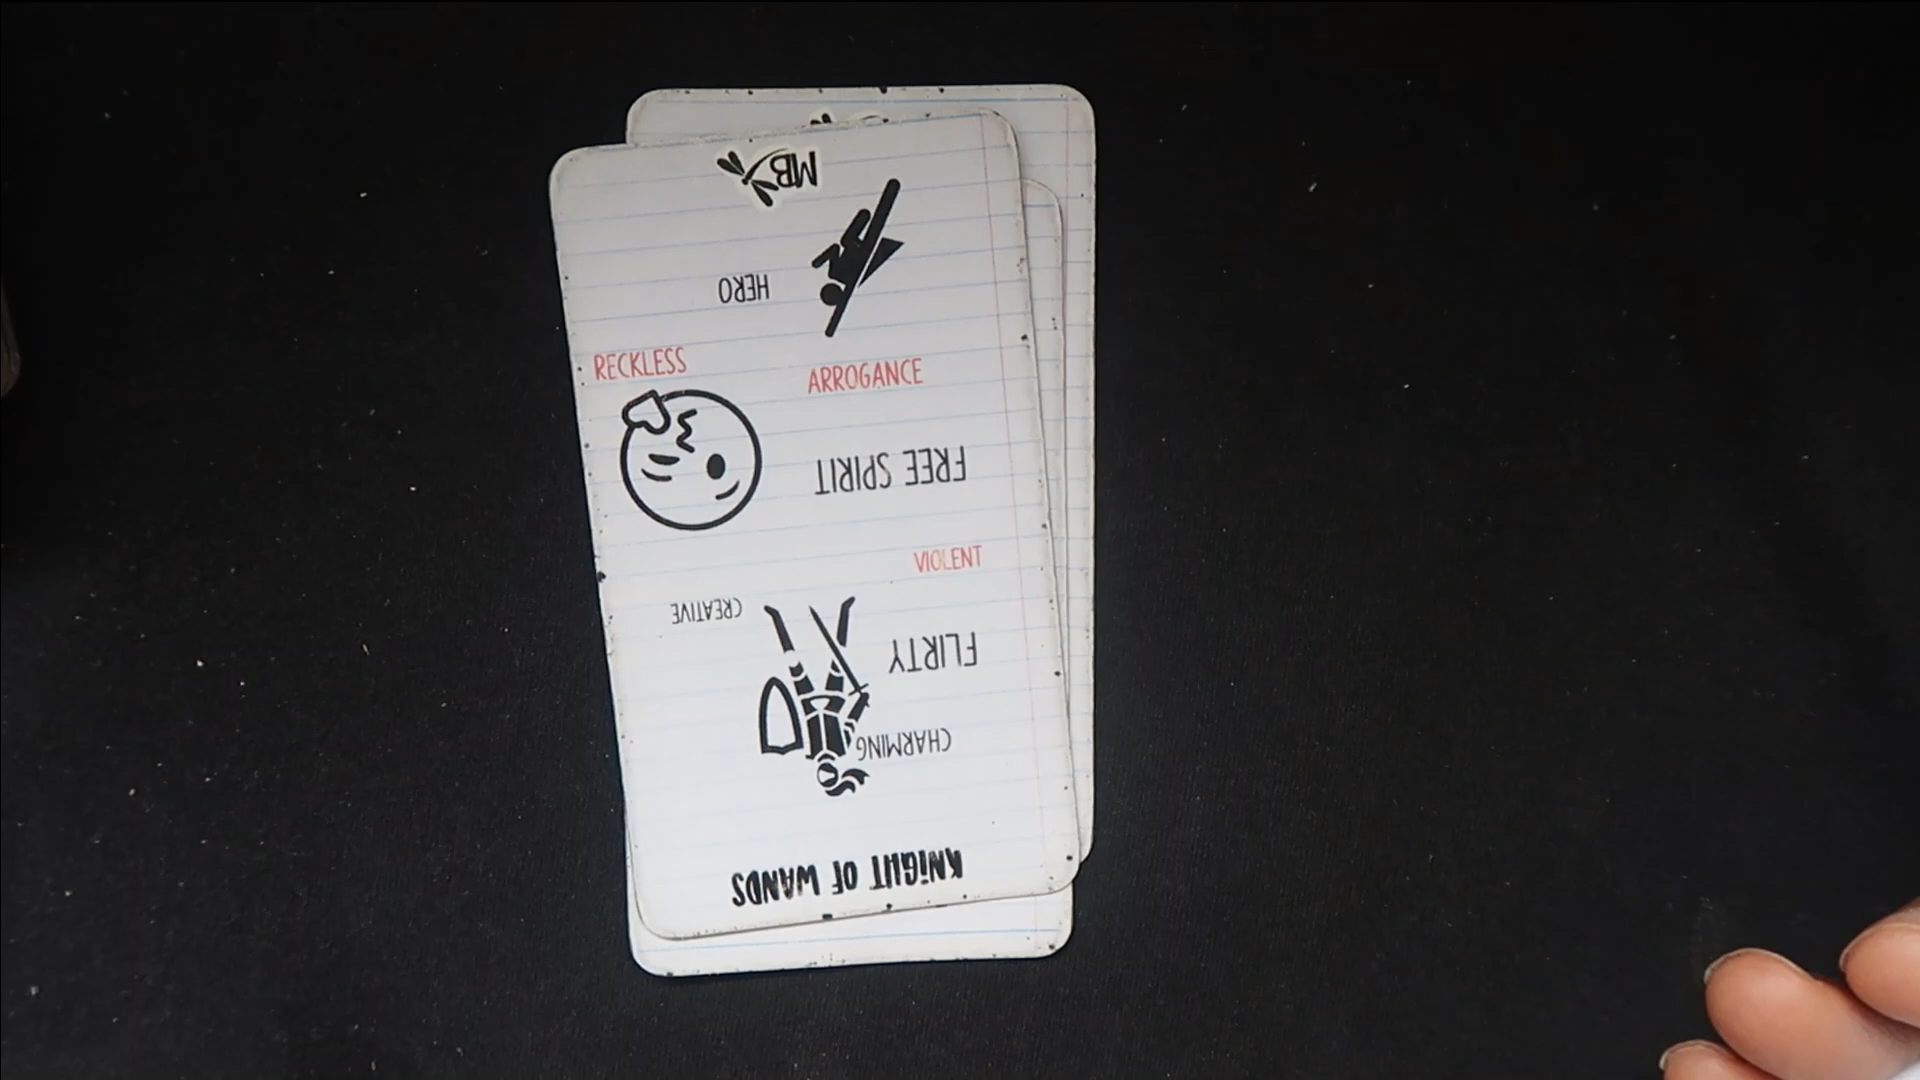 MB
HERO
RECKLESS
ARROGANCE
FREE SPIRIT
VIOLENT
CREATIVE
FLIRTY
CHARMING
KNIGHT OF WANDS